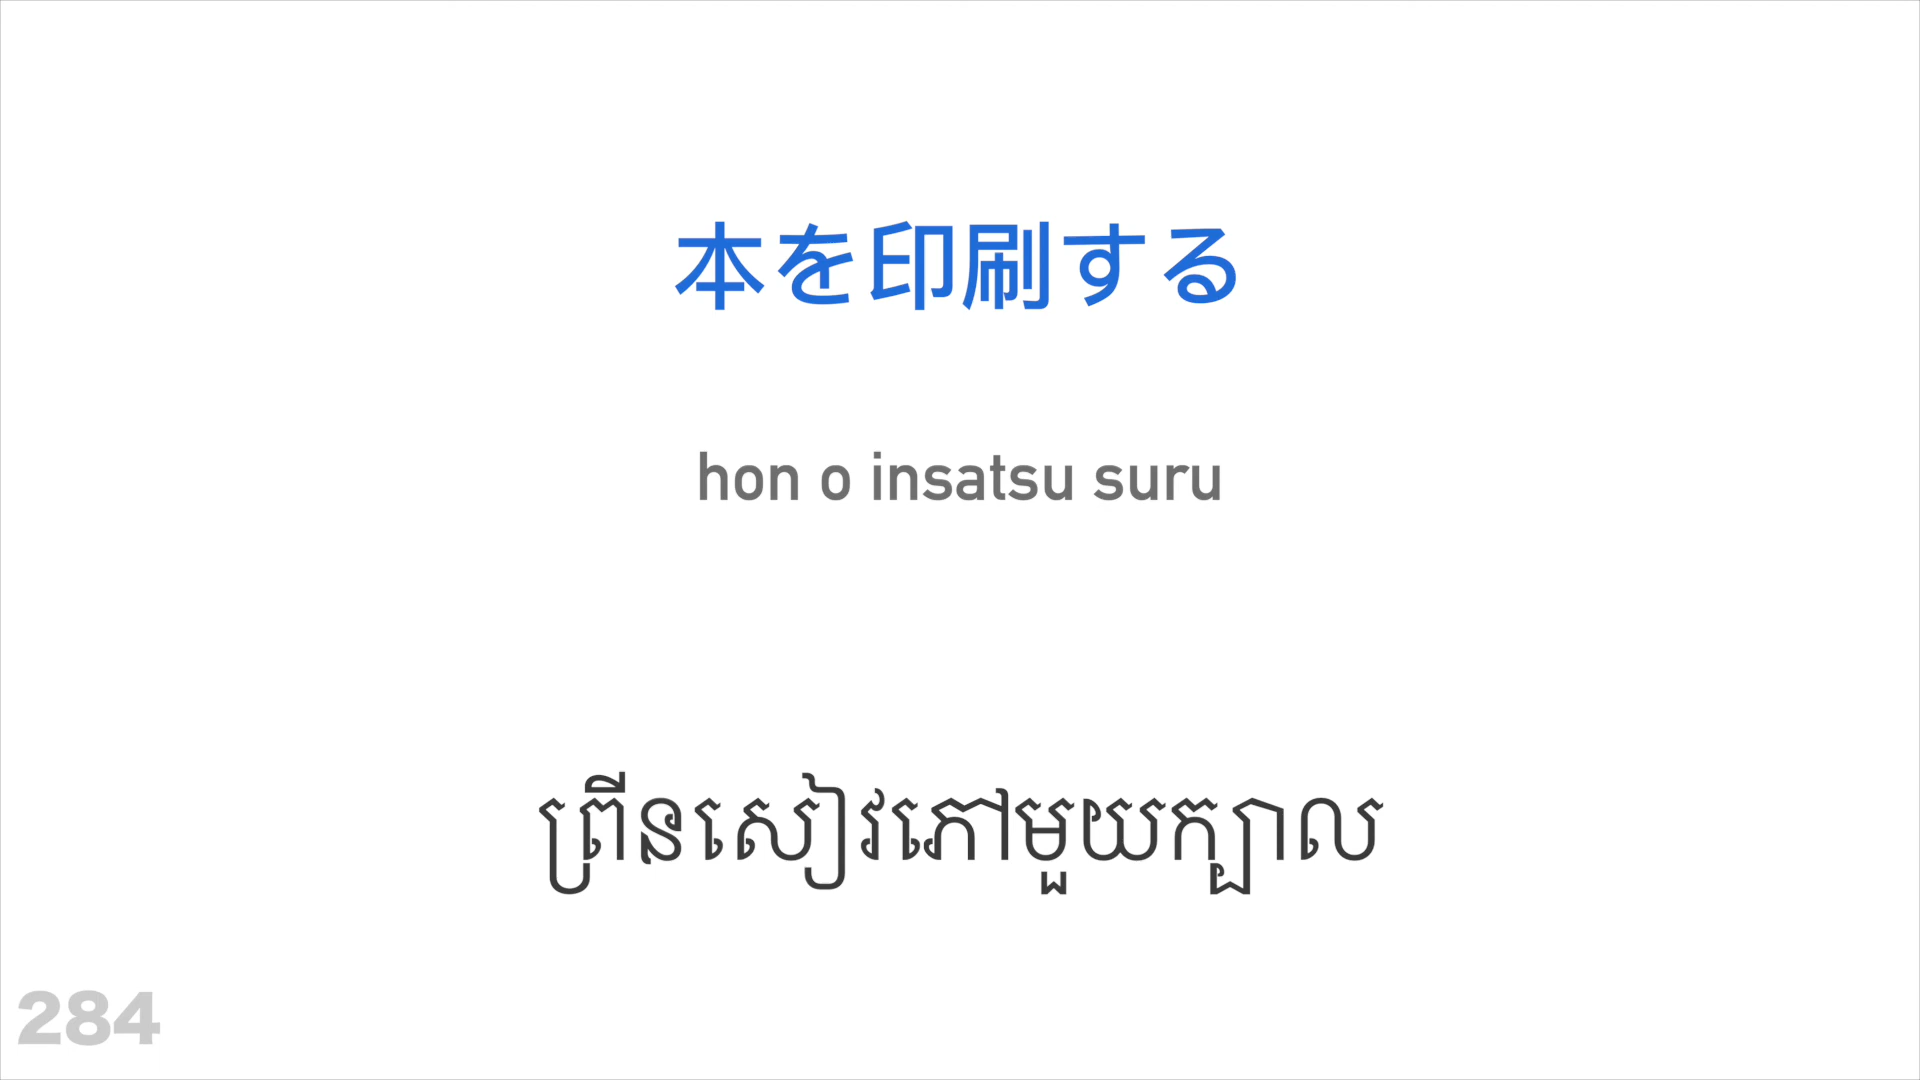 本を印刷する
hon o insatsu suru
ព្រីនសៀវភៅមួយក្បាល
284